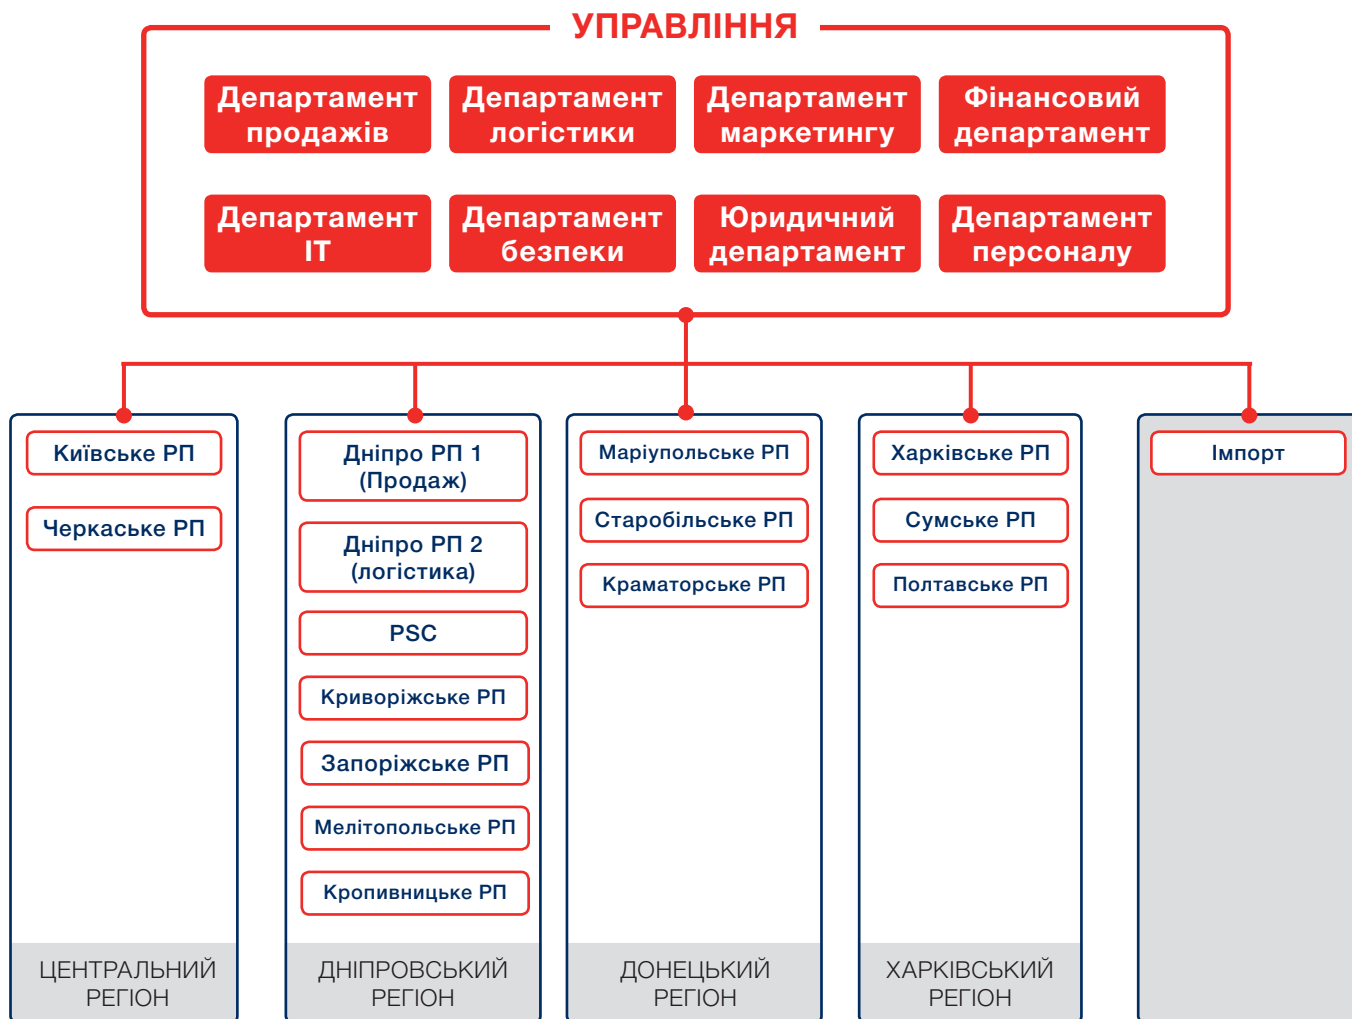 УПРАВЛІННЯ
Департамент
продажів
Департамент
логістики
Департамент
маркетингу
Фінансовий
департамент
Департамент
ІТ
Департамент
безпеки
Юридичний
департамент
Департамент
персоналу
Київське РП
Черкаське РП
ЦЕНТРАЛЬНИЙ
РЕГІОН
Дніпро РП 1
(Продаж)
Дніпро РП 2
(логістика)
PSC
Криворіжське РП
Запоріжське РП
Мелітопольське РП
Кропивницьке РП
ДНІПРОВСЬКИЙ
РЕГІОН
Маріупольське РП
Старобільське РП
Краматорське РП
ДОНЕЦЬКИЙ
РЕГІОН
Харківське РП
Сумське РП
Полтавське РП
ХАРКІВСЬКИЙ
РЕГІОН
Імпорт